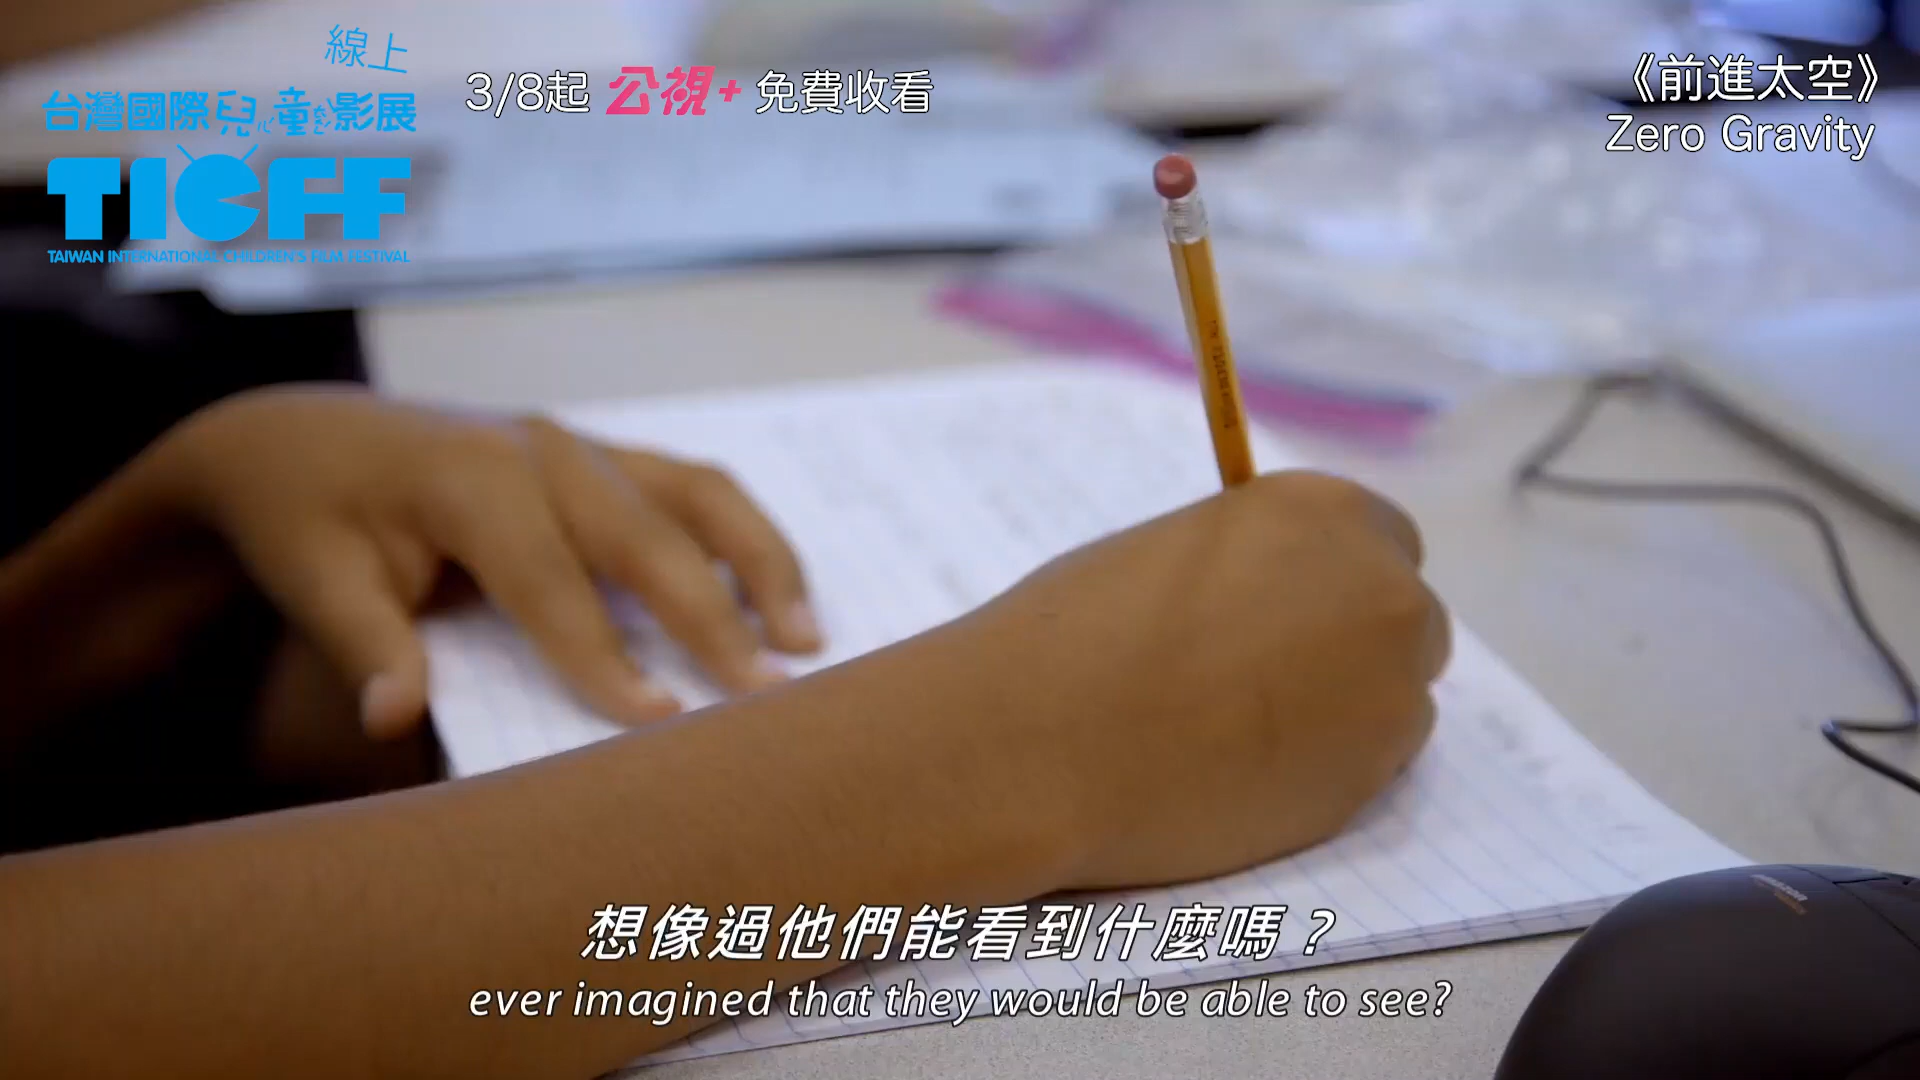 線上
台灣國際兒童影展
TICFF
TAIWAN INTERNATIONAL CHILDREN'S FILM FESTIVAL
3/8起 公視+ 免費收看
《前進太空》
Zero Gravity
TICONDEROGA
amazon
想像過他們能看到什麼嗎？
ever imagined that they would be able to see?